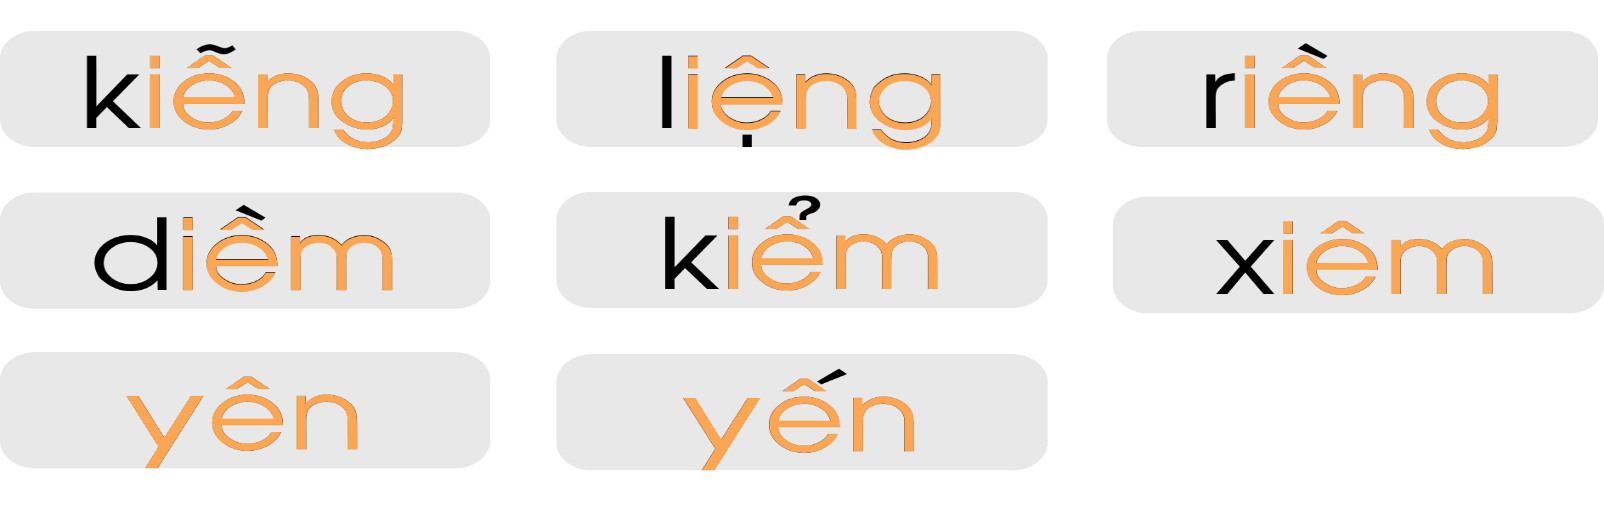 kiễng liệng riềng
diềm kiểm xiêm
yên yến